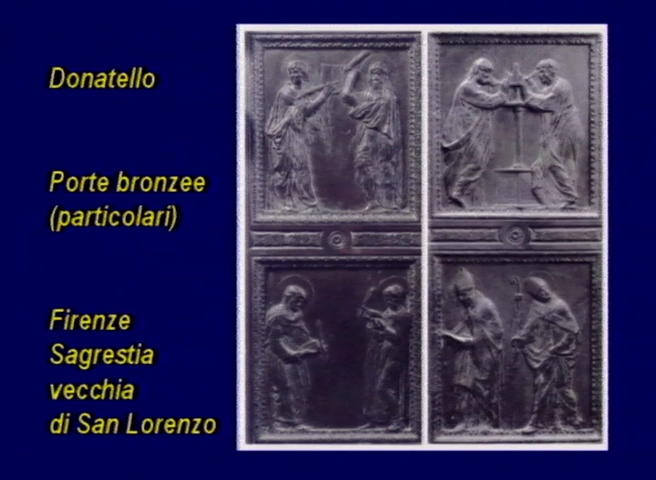 Donatello
Porte bronzee
(particolari)
Firenze
Sagrestia
vecchia
di San Lorenzo